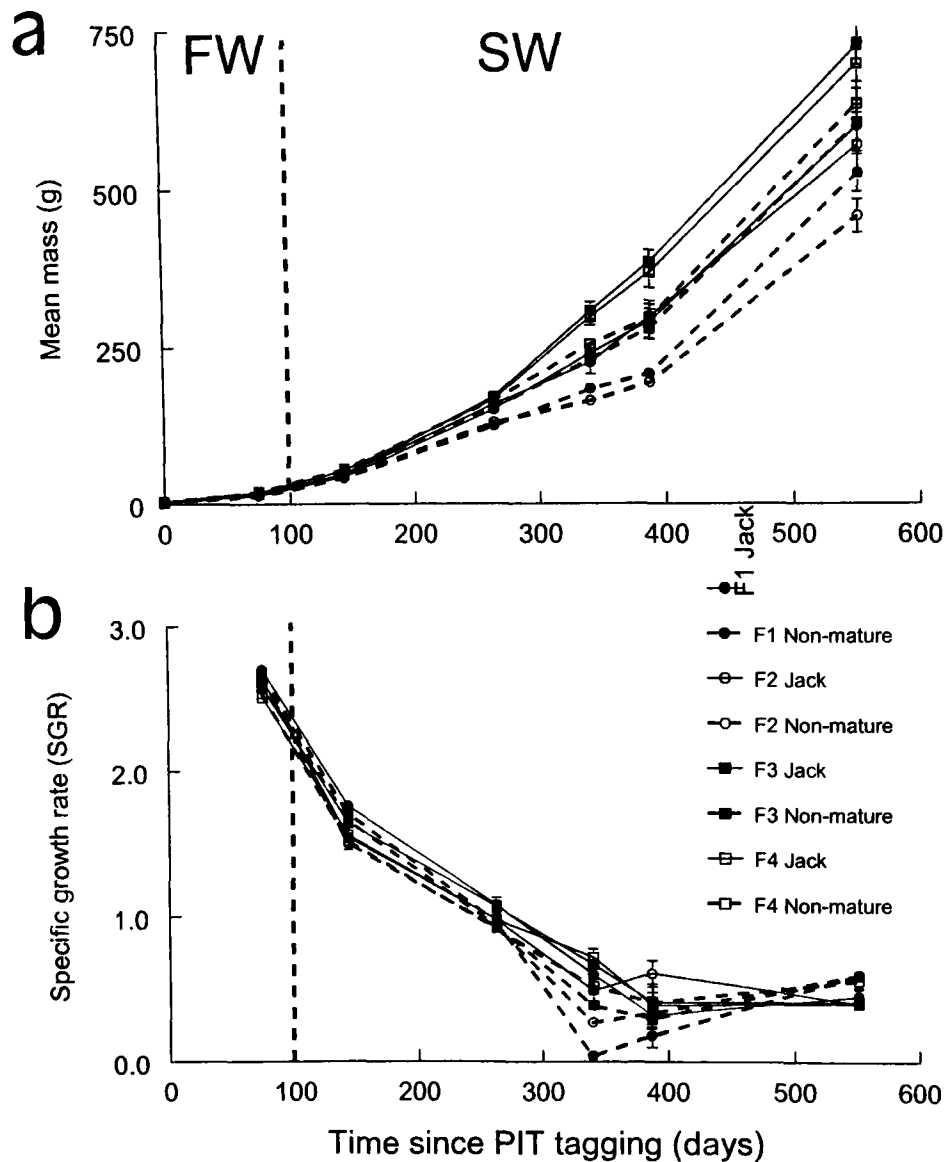 a
FW
SW
750
500
250
0
Mean mass (g)
0
100
200
300
400
500
600
F1 Jack
F1 Non-mature
F2 Jack
F2 Non-mature
F3 Jack
F3 Non-mature
F4 Jack
F4 Non-mature
b
3.0
2.0
1.0
0.0
Specific growth rate (SGR)
0
100
200
300
400
500
600
Time since PIT tagging (days)